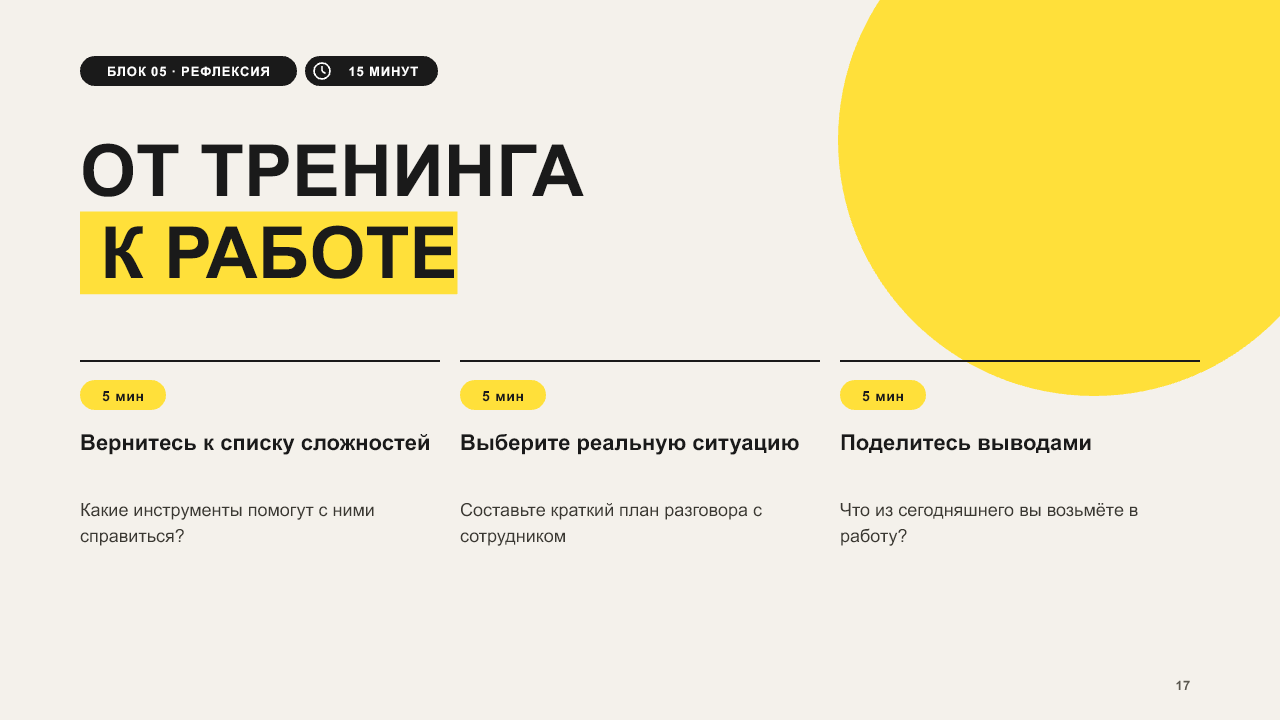 БЛОК 05 · РЕФЛЕКСИЯ
15 МИНУТ
ОТ ТРЕНИНГА
К РАБОТЕ
5 мин
Вернитесь к списку сложностей
Какие инструменты помогут с ними
справиться?
5 мин
Выберите реальную ситуацию
Составьте краткий план разговора с
сотрудником
5 мин
Поделитесь выводами
Что из сегодняшнего вы возьмёте в
работу?
17